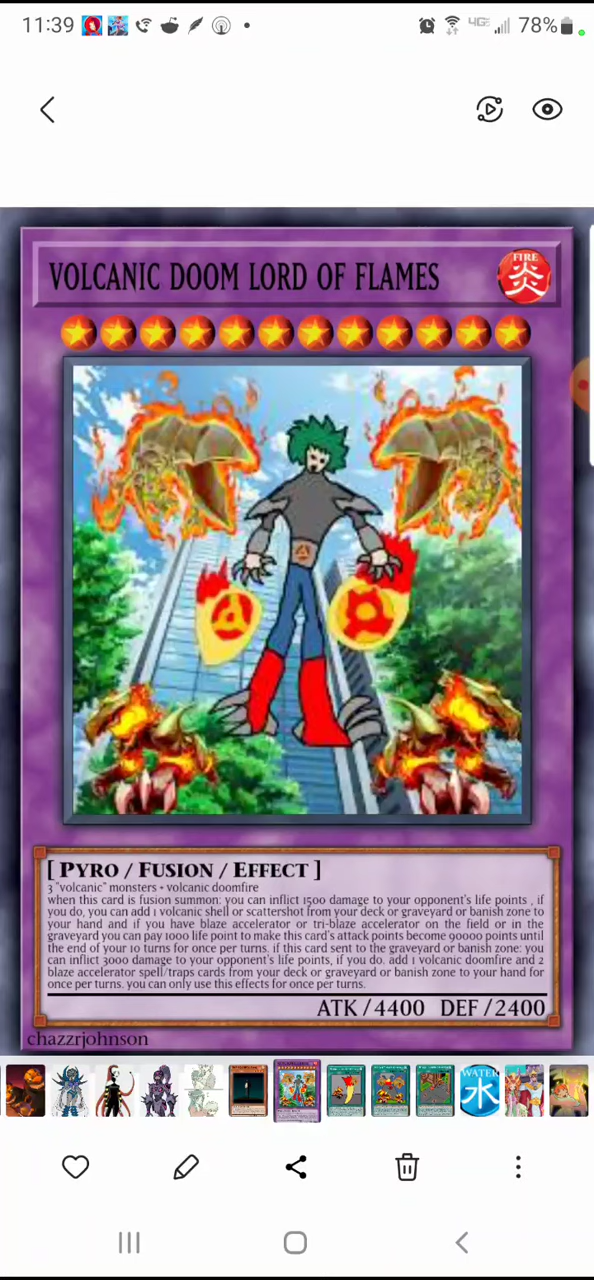 11:39 4GE 78%
VOLCANIC DOOM LORD OF FLAMES
FIRE
炎
[ PYRO / FUSION / EFFECT ]
3 "volcanic" monsters + volcanic doomfire
when this card is fusion summon: you can inflict 1500 damage to your opponent's life points , if
you do, you can add 1 volcanic shell or scattershot from your deck or graveyard or banish zone to
your hand and if you have blaze accelerator or tri-blaze accelerator on the field or in the
graveyard you can pay 1000 life point to make this card's attack points become 90000 points until
the end of your 10 turns for once per turns. if this card sent to the graveyard or banish zone: you
can inflict 3000 damage to your opponent's life points, if you do. add 1 volcanic doomfire and 2
blaze accelerator spell/traps cards from your deck or graveyard or banish zone to your hand for
once per turns. you can only use this effects for once per turns.
ATK / 4400 DEF / 2400
chazzrjohnson
WATER
水